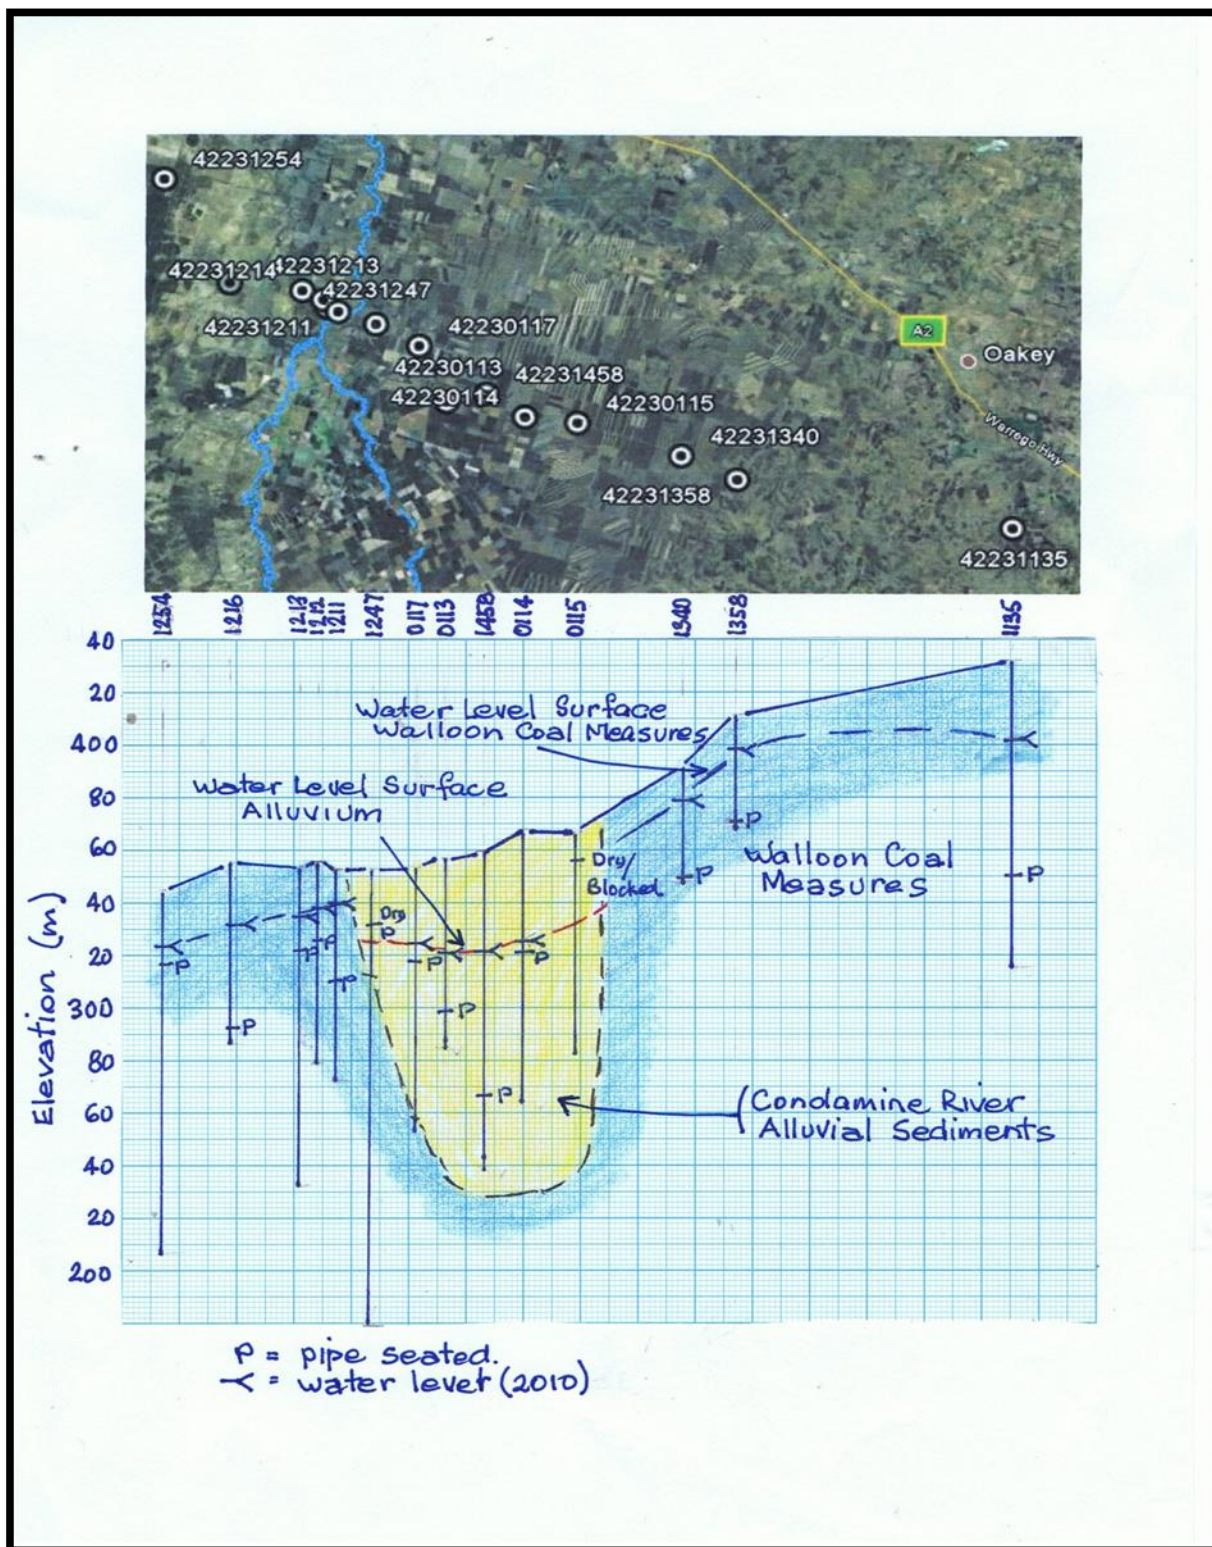 42231254
42231214
42231213
42231247
42231211
42230117
42230113
42231458
42230114
42230115
42231340
42231358
A2
Oakey
Warrego Hwy
42231135
1254
1216
1213
1212
1211
1247
0117
0113
1458
0114
0115
1340
1358
1135
40
20
400
80
60
40
20
300
80
60
40
20
200
Elevation (m)
Water Level Surface
Walloon Coal Measures
Water Level Surface
Alluvium
Dry/
Blocked
Walloon Coal
Measures
Dry
P
P
P
P
P
P
P
P
P
P
P
P
P
Condamine River
Alluvial Sediments
P = pipe seated.
= water level (2010)